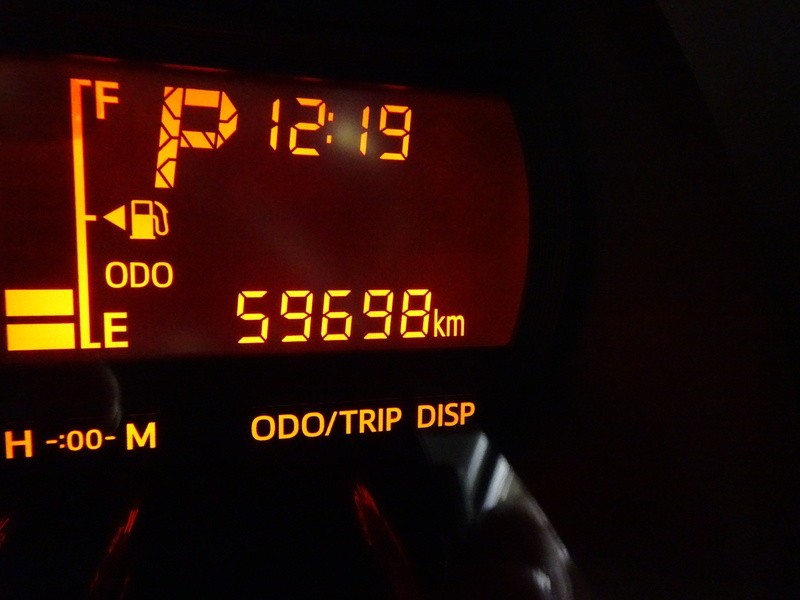 F P 12:19
ODO
E 59698km
H -:00- M ODO/TRIP DISP